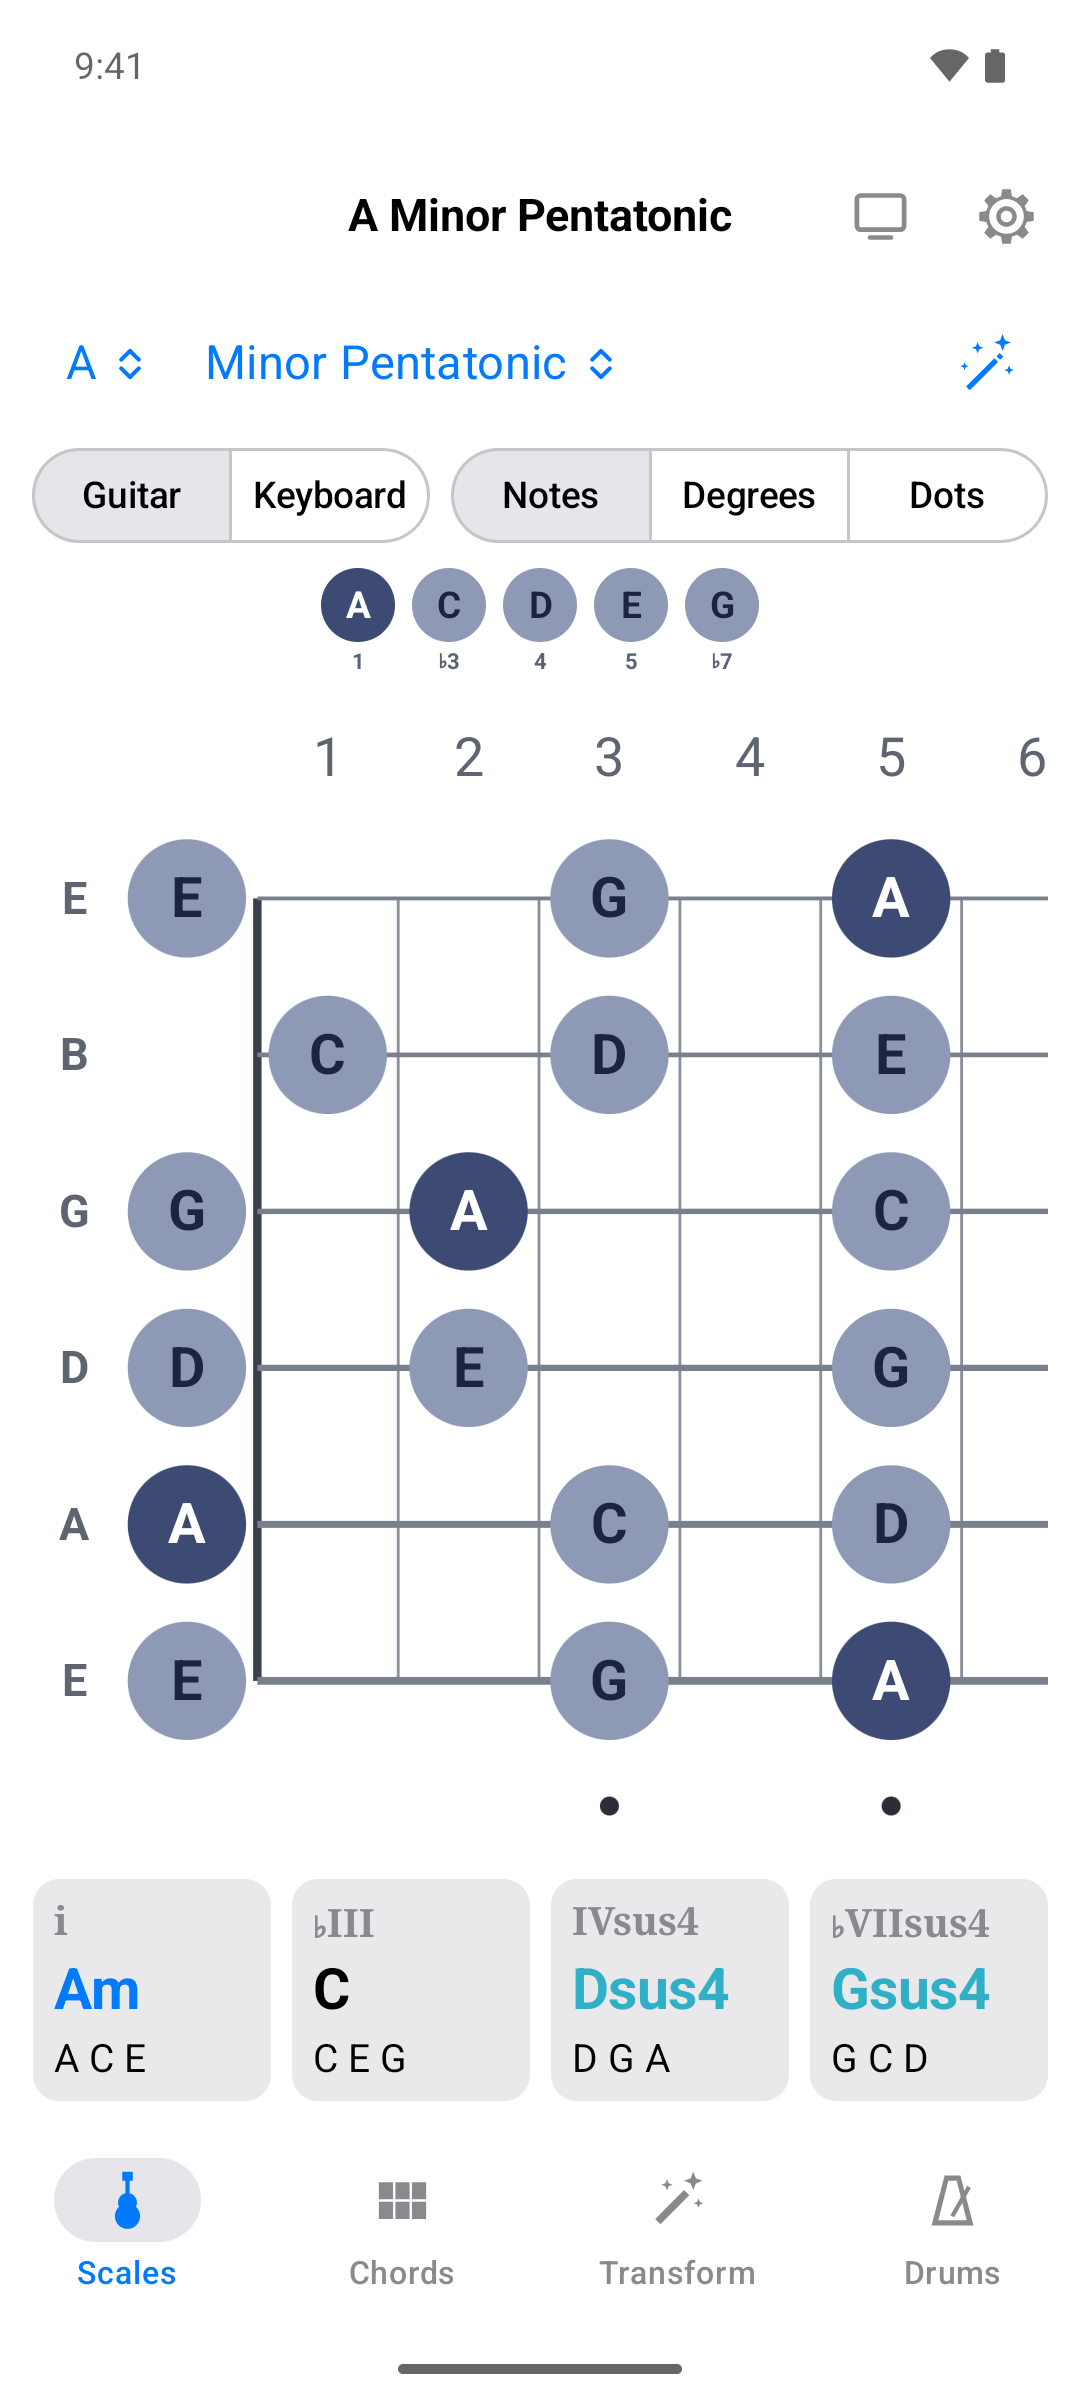 9:41
A Minor Pentatonic
A Minor Pentatonic
Guitar Keyboard Notes Degrees Dots
A C D E G
1 ♭3 4 5 ♭7
1 2 3 4 5 6
E E G A
B C D E
G G A C
D D E G
A A C D
E E G A
i ♭III IVsus4 ♭VIIsus4
Am C Dsus4 Gsus4
A C E C E G D G A G C D
Scales Chords Transform Drums